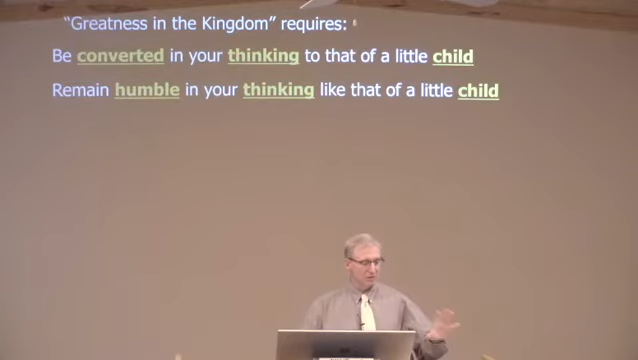 "Greatness in the Kingdom" requires:
Be converted in your thinking to that of a little child
Remain humble in your thinking like that of a little child